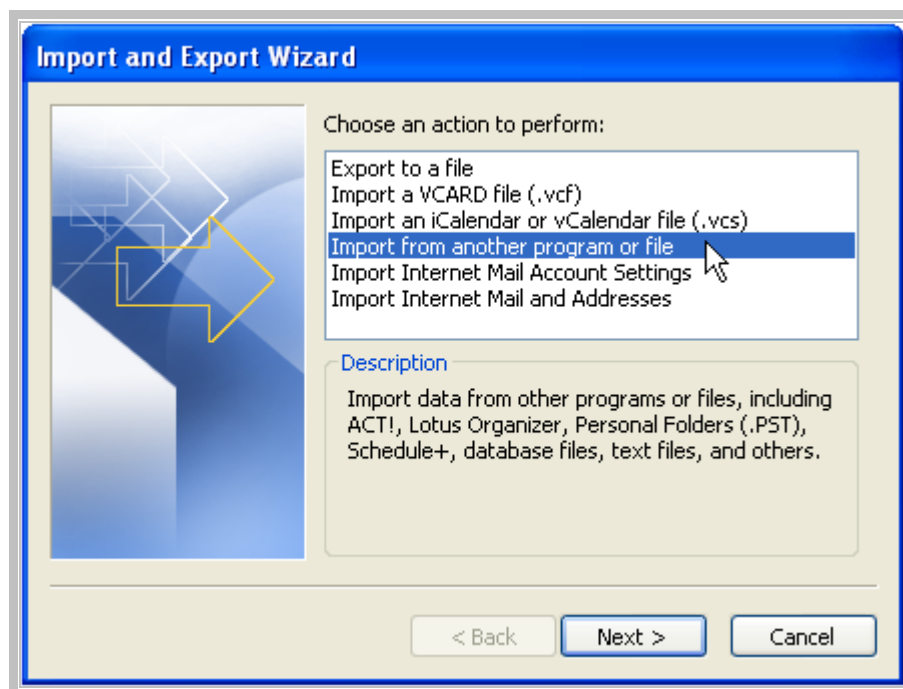 Import and Export Wizard
Choose an action to perform:
Export to a file
Import a VCARD file (.vcf)
Import an iCalendar or vCalendar file (.vcs)
Import from another program or file
Import Internet Mail Account Settings
Import Internet Mail and Addresses
Description
Import data from other programs or files, including
ACT!, Lotus Organizer, Personal Folders (.PST),
Schedule+, database files, text files, and others.
< Back
Next >
Cancel